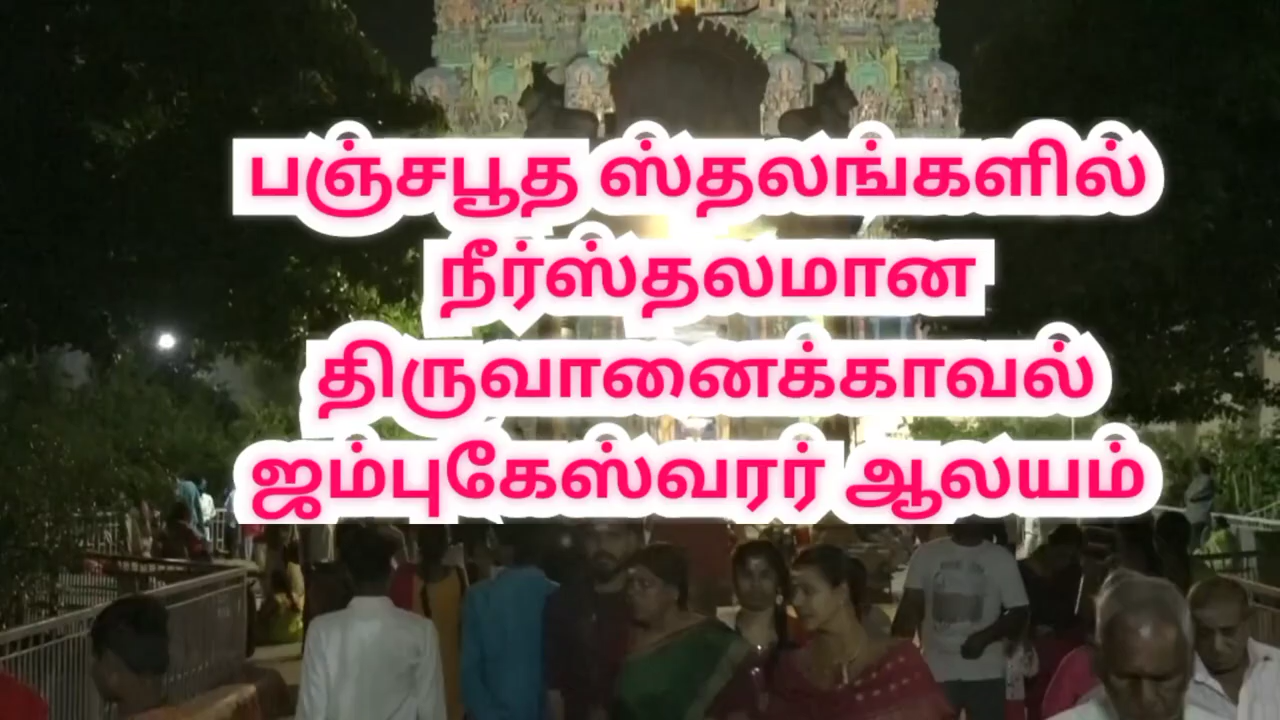 பஞ்சபூத ஸ்தலங்களில்
நீர்ஸ்தலமான
திருவானைக்காவல்
ஜம்புகேஸ்வரர் ஆலயம்